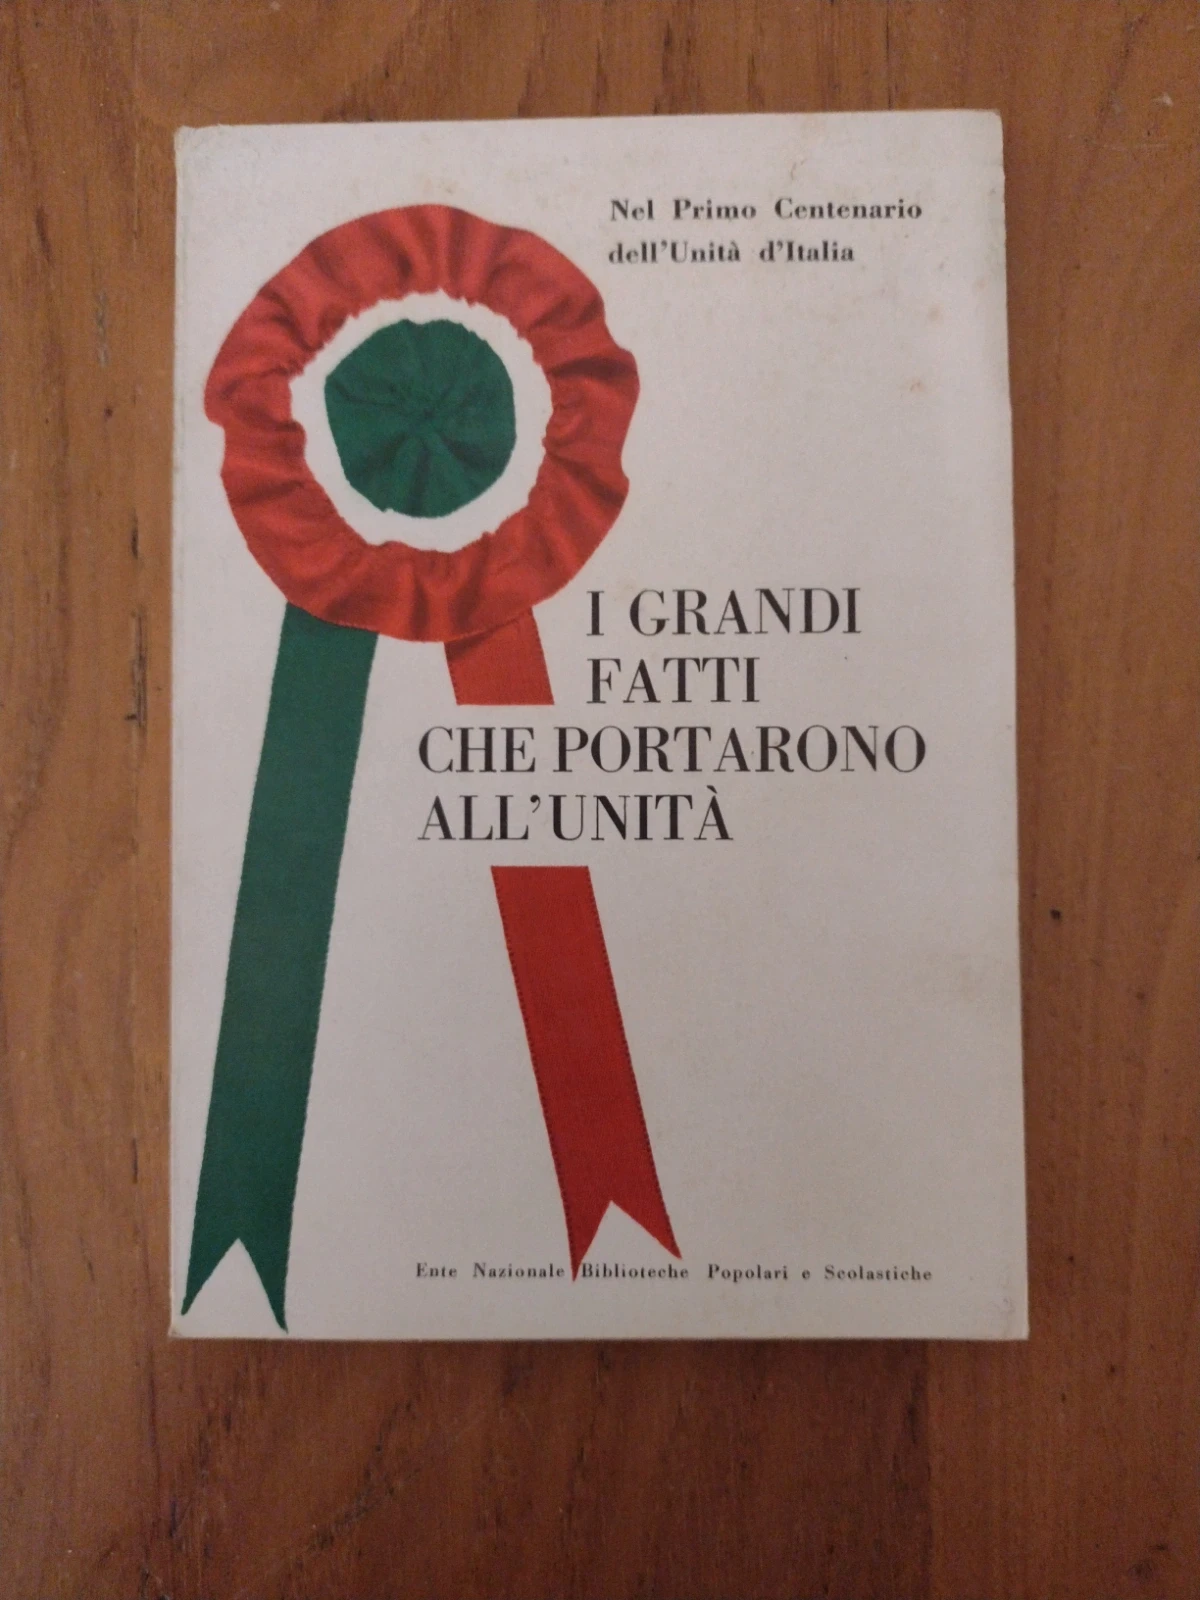 Nel Primo Centenario
dell'Unità d'Italia
I GRANDI
FATTI
CHE PORTARONO
ALL'UNITÀ
Ente Nazionale Biblioteche Popolari e Scolastiche